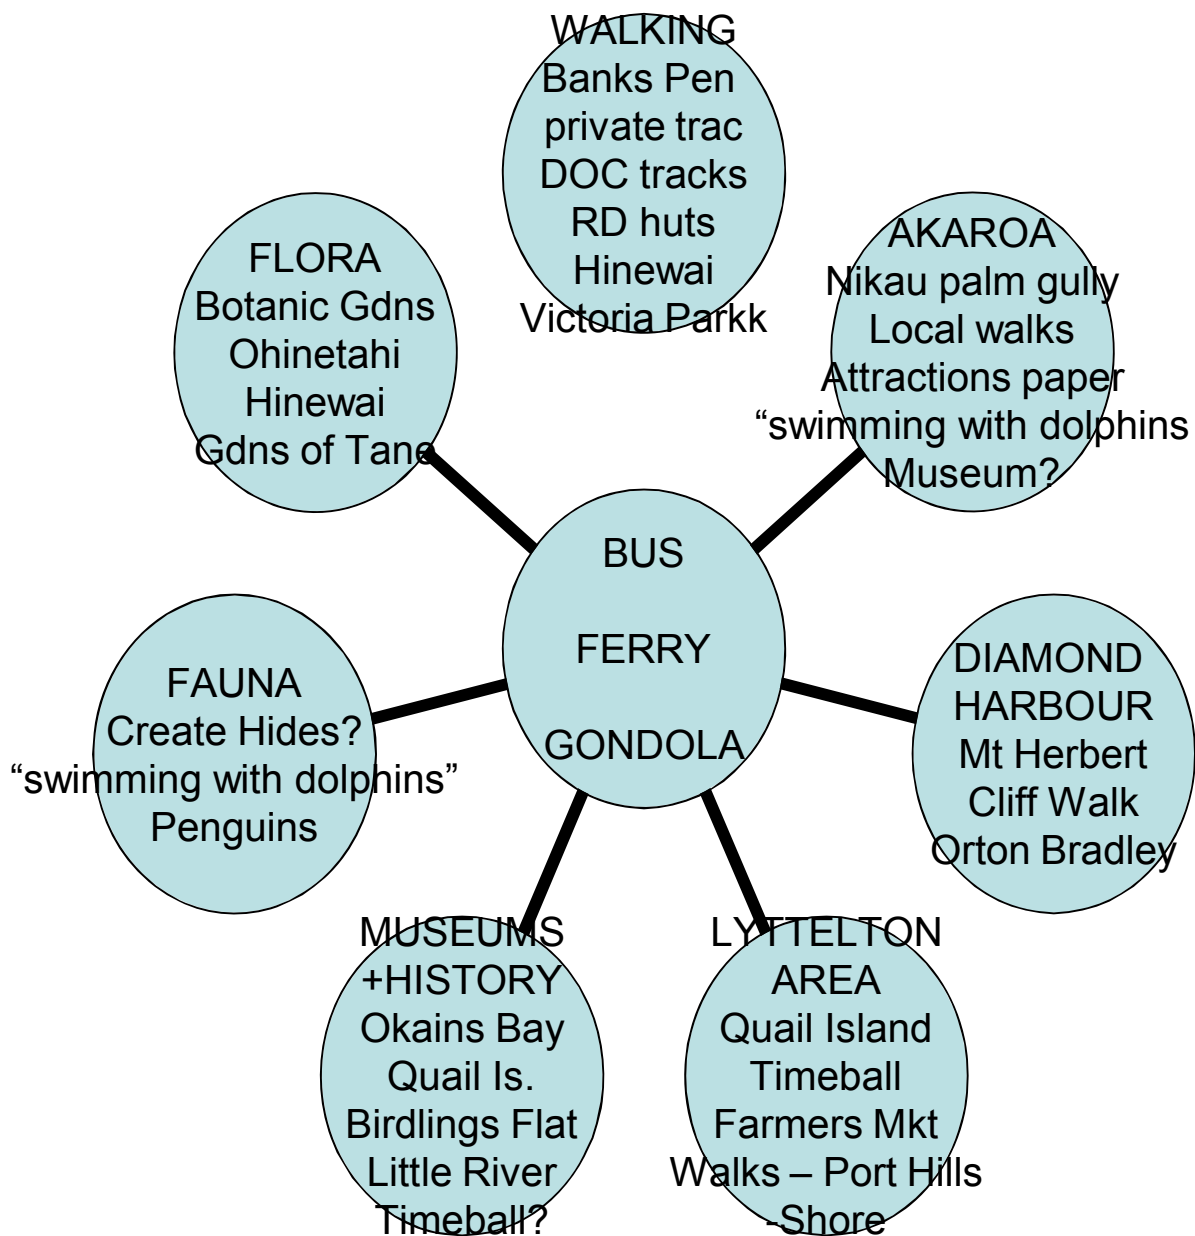 WALKING
Banks Pen
private trac
DOC tracks
RD huts
Hinewai
Victoria Parkk
FLORA
Botanic Gdns
Ohinetahi
Hinewai
Gdns of Tane
AKAROA
Nikau palm gully
Local walks
Attractions paper
“swimming with dolphins
Museum?
BUS
FERRY
GONDOLA
FAUNA
Create Hides?
“swimming with dolphins”
Penguins
DIAMOND
HARBOUR
Mt Herbert
Cliff Walk
Orton Bradley
MUSEUMS
+HISTORY
Okains Bay
Quail Is.
Birdlings Flat
Little River
Timeball?
LYTTELTON
AREA
Quail Island
Timeball
Farmers Mkt
Walks – Port Hills
-Shore